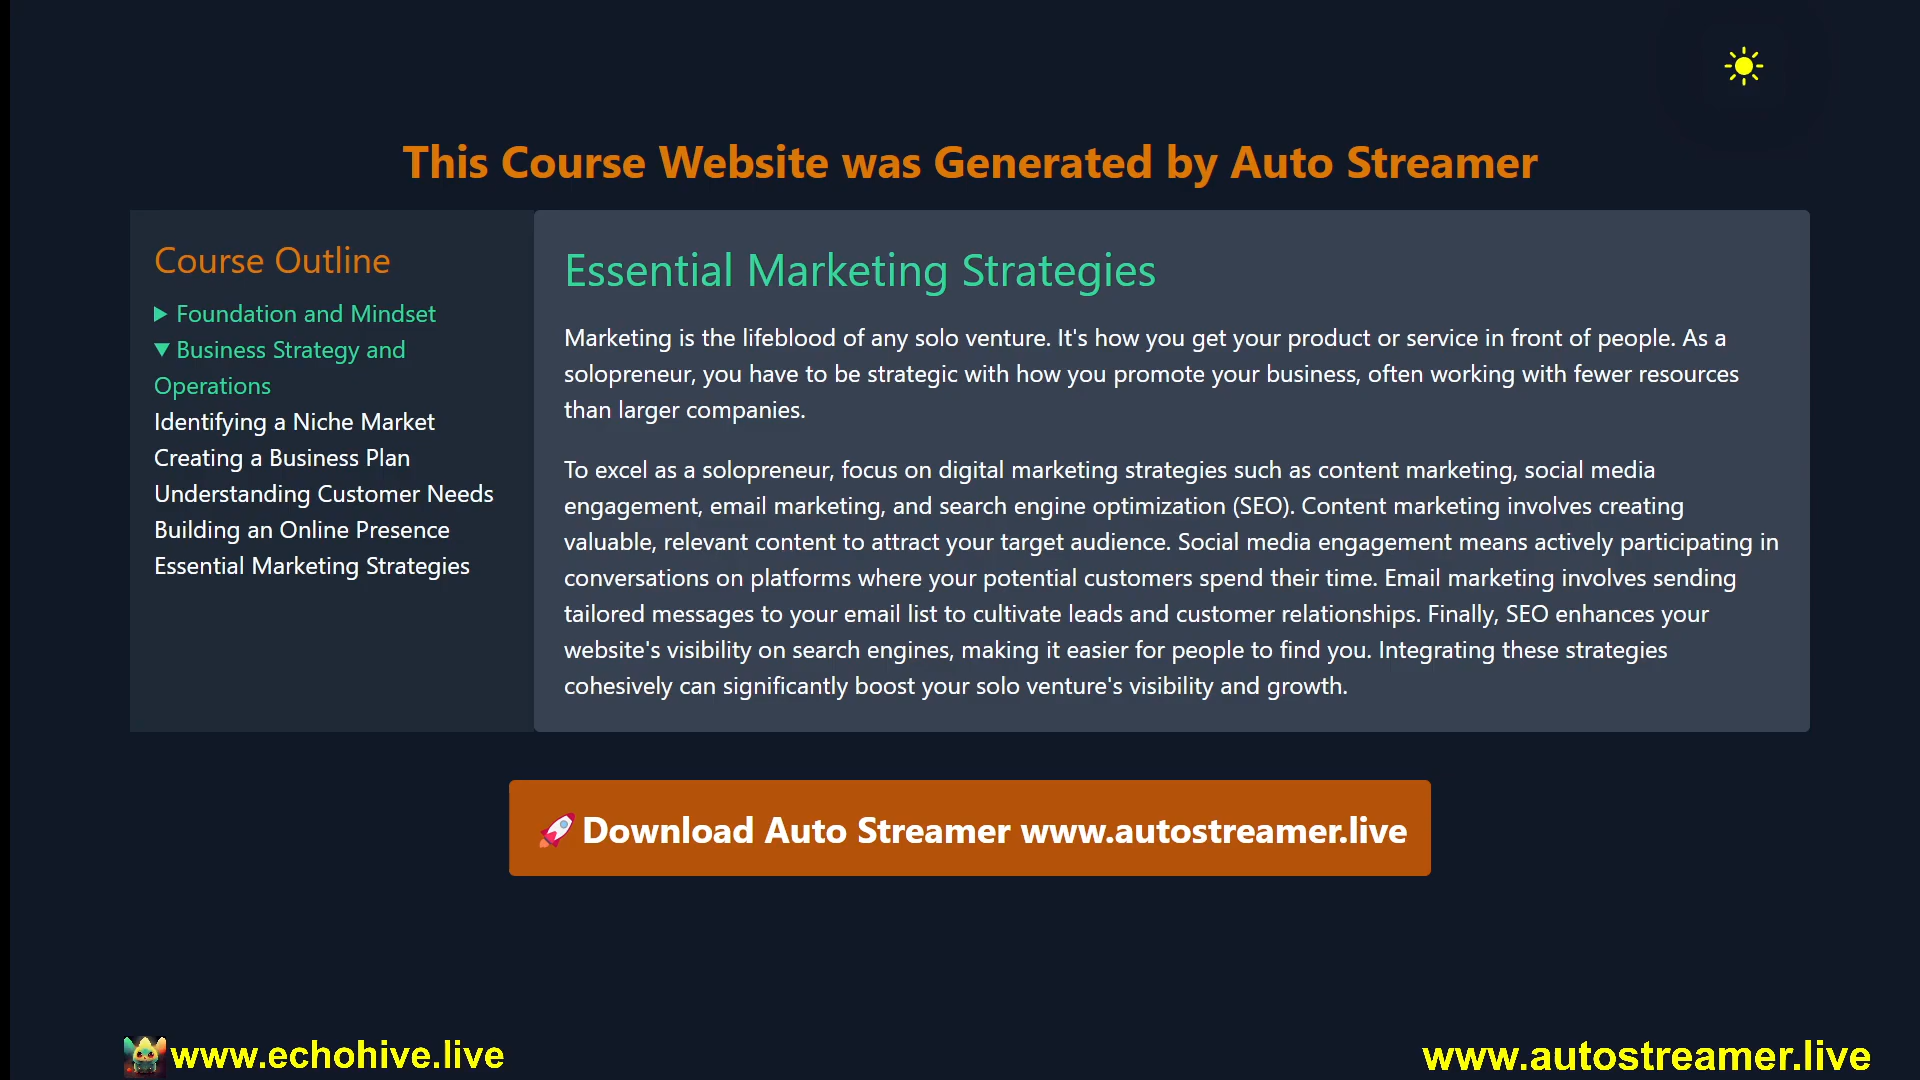 This Course Website was Generated by Auto Streamer
Course Outline
Foundation and Mindset
Business Strategy and
Operations
Identifying a Niche Market
Creating a Business Plan
Understanding Customer Needs
Building an Online Presence
Essential Marketing Strategies
Essential Marketing Strategies
Marketing is the lifeblood of any solo venture. It's how you get your product or service in front of people. As a
solopreneur, you have to be strategic with how you promote your business, often working with fewer resources
than larger companies.
To excel as a solopreneur, focus on digital marketing strategies such as content marketing, social media
engagement, email marketing, and search engine optimization (SEO). Content marketing involves creating
valuable, relevant content to attract your target audience. Social media engagement means actively participating in
conversations on platforms where your potential customers spend their time. Email marketing involves sending
tailored messages to your email list to cultivate leads and customer relationships. Finally, SEO enhances your
website's visibility on search engines, making it easier for people to find you. Integrating these strategies
cohesively can significantly boost your solo venture's visibility and growth.
🚀Download Auto Streamer www.autostreamer.live
www.echohive.live
www.autostreamer.live